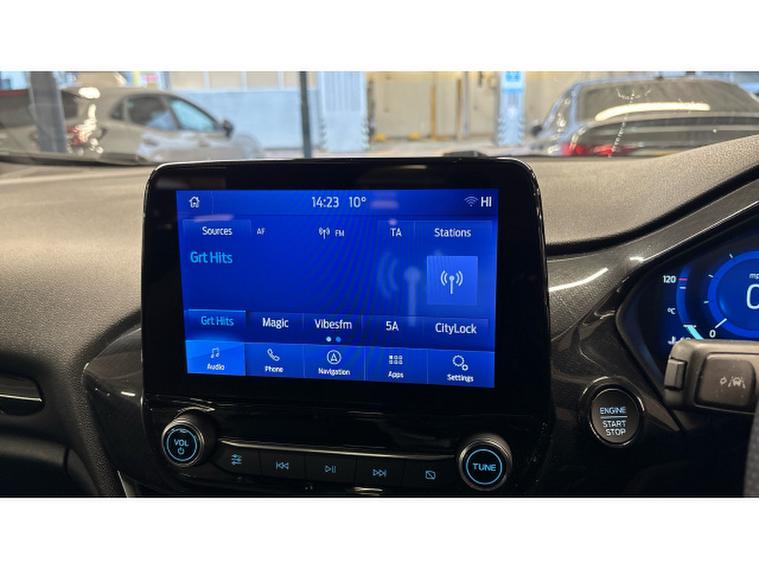 14:23 10° HI
Sources AF FM TA Stations
Grt Hits
Grt Hits Magic Vibesfm 5A CityLock
Audio Phone Navigation Apps Settings
VOL
TUNE
ENGINE
START
STOP
120
°C
0